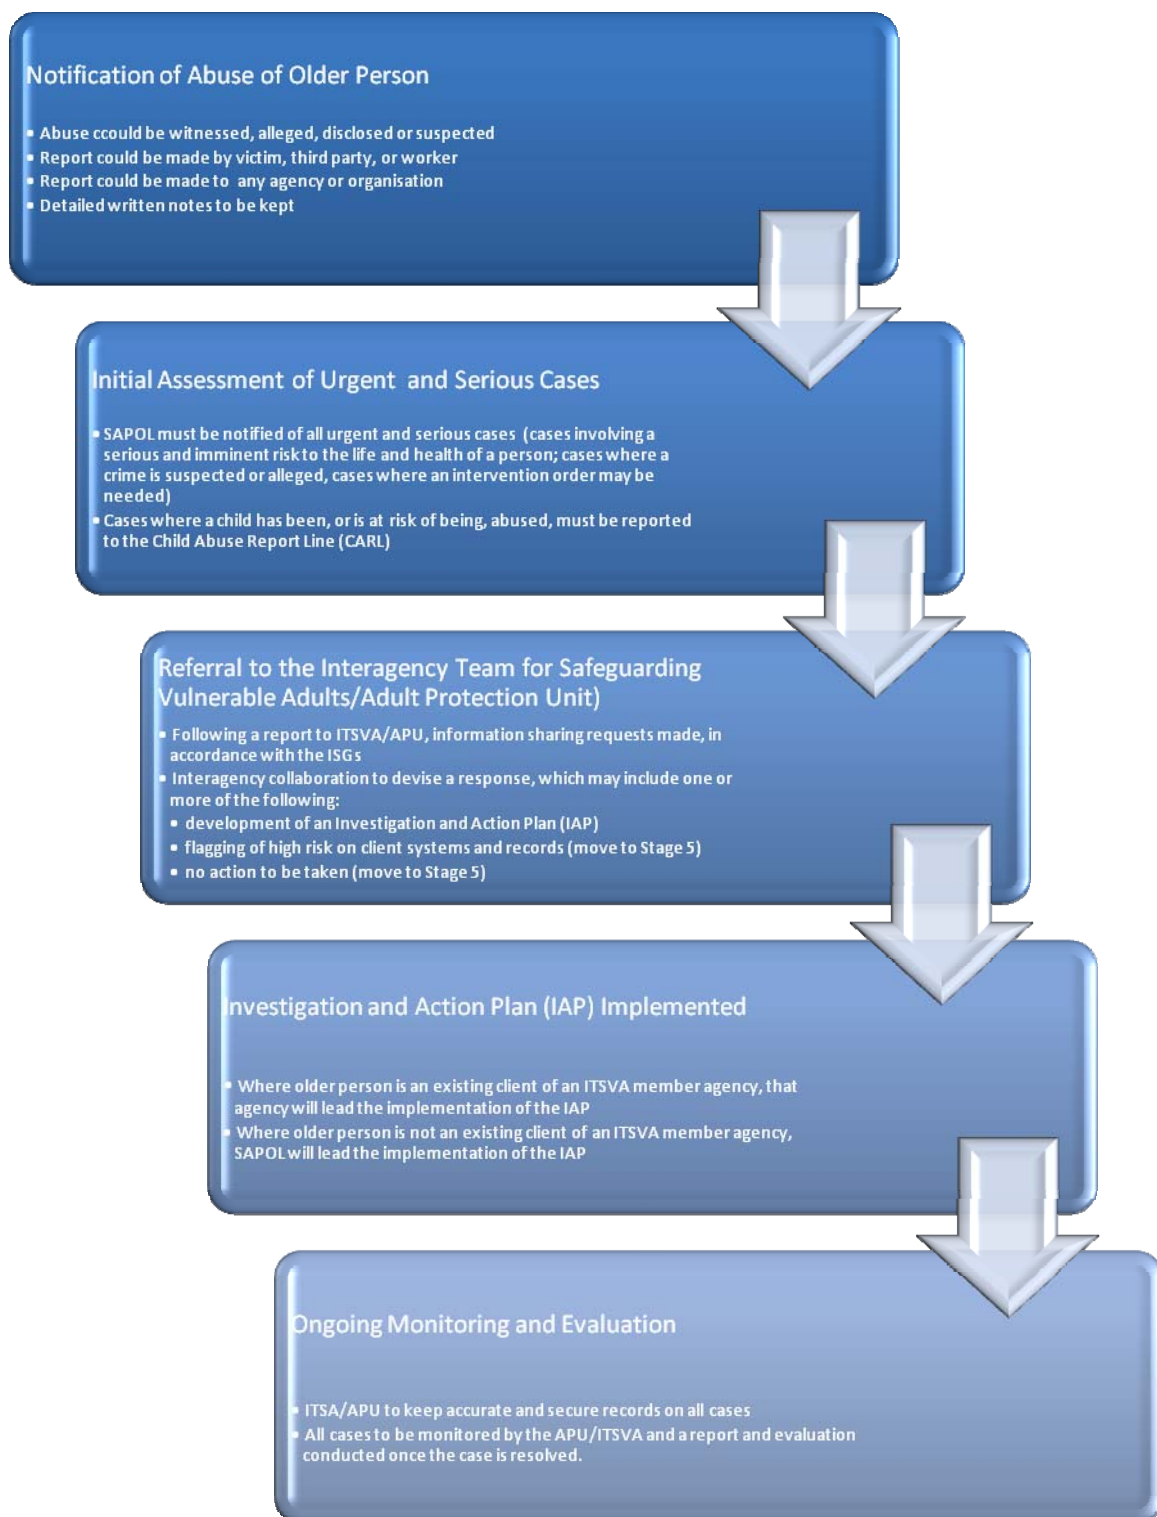 Notification of Abuse of Older Person
• Abuse ccould be witnessed, alleged, disclosed or suspected
• Report could be made by victim, third party, or worker
• Report could be made to any agency or organisation
• Detailed written notes to be kept
Initial Assessment of Urgent and Serious Cases
• SAPOL must be notified of all urgent and serious cases (cases involving a
serious and imminent risk to the life and health of a person; cases where a
crime is suspected or alleged, cases where an intervention order may be
needed)
• Cases where a child has been, or is at risk of being, abused, must be reported
to the Child Abuse Report Line (CARL)
Referral to the Interagency Team for Safeguarding
Vulnerable Adults/Adult Protection Unit)
• Following a report to ITSVA/APU, information sharing requests made, in
accordance with the ISGs
• Interagency collaboration to devise a response, which may include one or
more of the following:
• development of an Investigation and Action Plan (IAP)
• flagging of high risk on client systems and records (move to Stage 5)
• no action to be taken (move to Stage 5)
Investigation and Action Plan (IAP) Implemented
• Where older person is an existing client of an ITSVA member agency, that
agency will lead the implementation of the IAP
• Where older person is not an existing client of an ITSVA member agency,
SAPOL will lead the implementation of the IAP
Ongoing Monitoring and Evaluation
• ITSA/APU to keep accurate and secure records on all cases
• All cases to be monitored by the APU/ITSVA and a report and evaluation
conducted once the case is resolved.